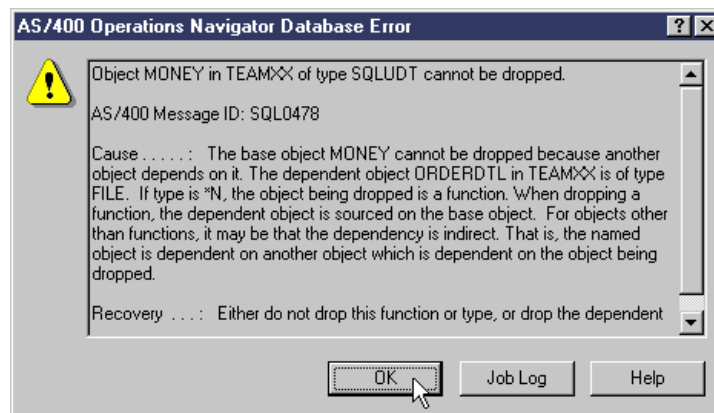 AS/400 Operations Navigator Database Error
Object MONEY in TEAMXX of type SQLUDT cannot be dropped.
AS/400 Message ID: SQL0478
Cause . . . . . :   The base object MONEY cannot be dropped because another
object depends on it. The dependent object ORDERDTL in TEAMXX is of type
FILE.  If type is *N, the object being dropped is a function. When dropping a
function, the dependent object is sourced on the base object.  For objects other
than functions, it may be that the dependency is indirect. That is, the named
object is dependent on another object which is dependent on the object being
dropped.
Recovery  . . . :   Either do not drop this function or type, or drop the dependent
OK
Job Log
Help